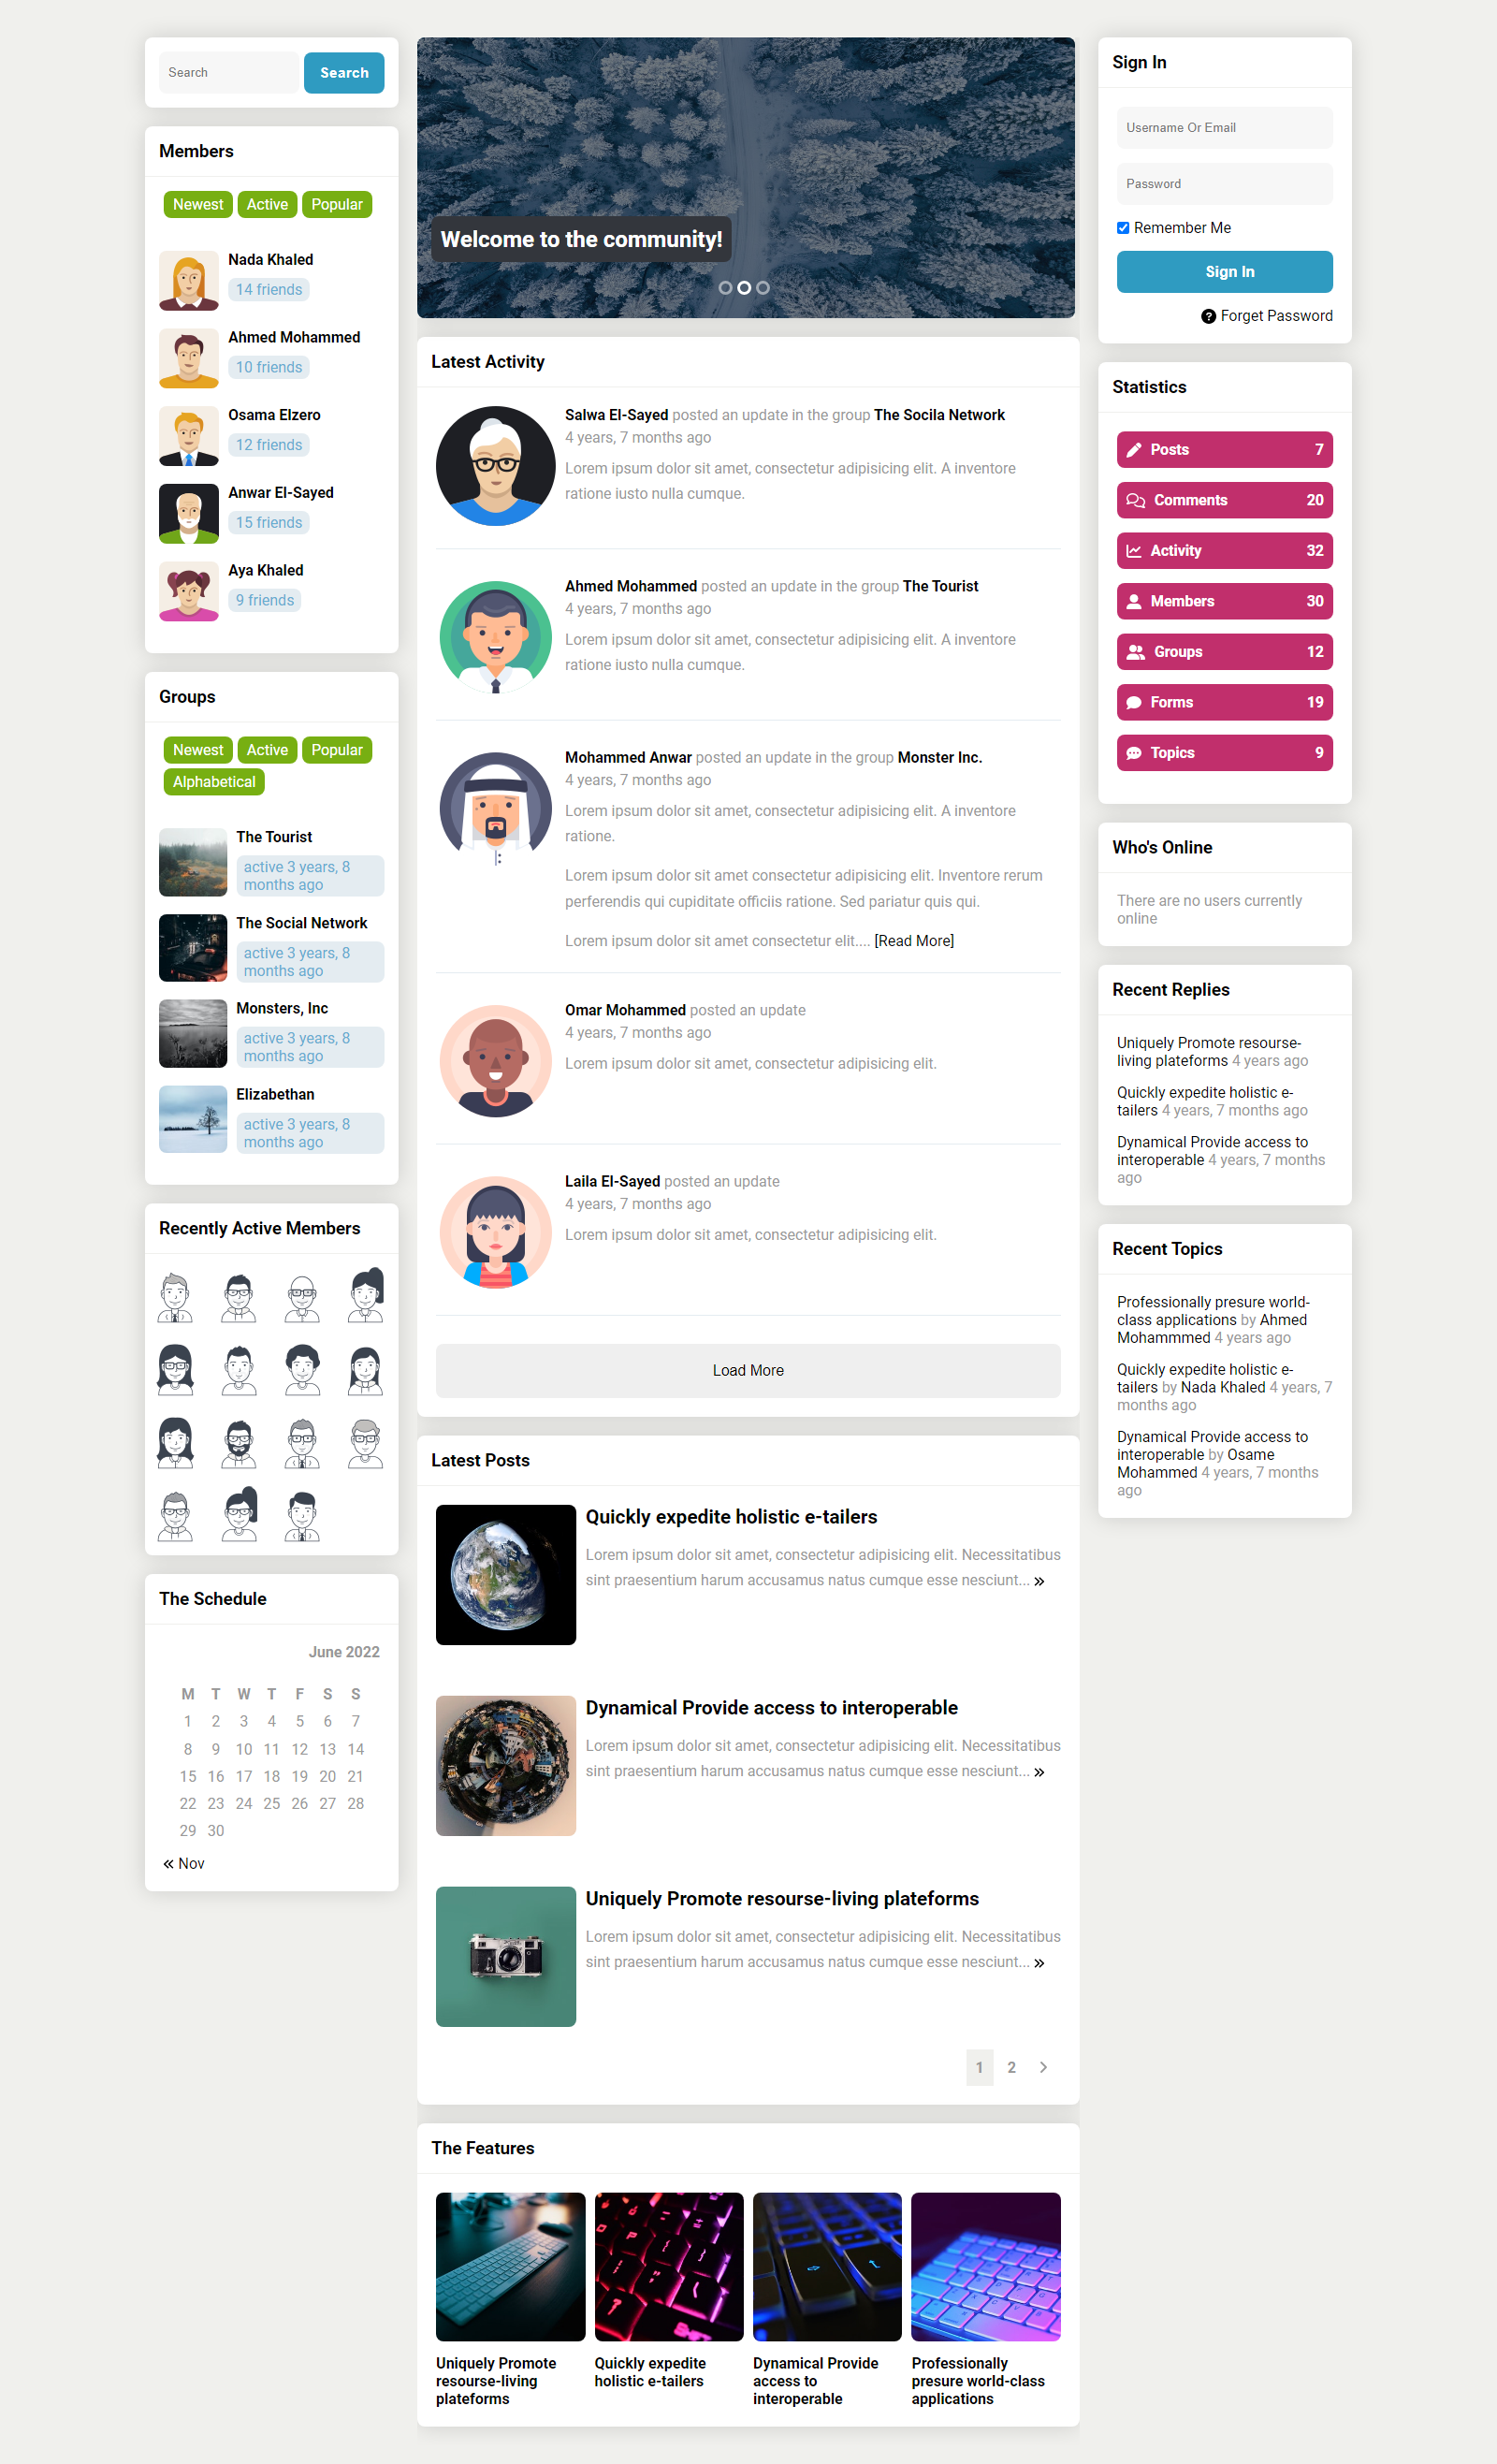 Search
Search
Members
Newest
Active
Popular
Nada Khaled
14 friends
Ahmed Mohammed
10 friends
Osama Elzero
12 friends
Anwar El-Sayed
15 friends
Aya Khaled
9 friends
Groups
Newest
Active
Popular
Alphabetical
The Tourist
active 3 years, 8
months ago
The Social Network
active 3 years, 8
months ago
Monsters, Inc
active 3 years, 8
months ago
Elizabethan
active 3 years, 8
months ago
Recently Active Members
The Schedule
June 2022
M T W T F S S
1 2 3 4 5 6 7
8 9 10 11 12 13 14
15 16 17 18 19 20 21
22 23 24 25 26 27 28
29 30
« Nov
Welcome to the community!
Latest Activity
Salwa El-Sayed posted an update in the group The Socila Network
4 years, 7 months ago
Lorem ipsum dolor sit amet, consectetur adipisicing elit. A inventore
ratione iusto nulla cumque.
Ahmed Mohammed posted an update in the group The Tourist
4 years, 7 months ago
Lorem ipsum dolor sit amet, consectetur adipisicing elit. A inventore
ratione iusto nulla cumque.
Mohammed Anwar posted an update in the group Monster Inc.
4 years, 7 months ago
Lorem ipsum dolor sit amet, consectetur adipisicing elit. A inventore
ratione.
Lorem ipsum dolor sit amet consectetur adipisicing elit. Inventore rerum
perferendis qui cupiditate officiis ratione. Sed pariatur quis qui.
Lorem ipsum dolor sit amet consectetur elit.... [Read More]
Omar Mohammed posted an update
4 years, 7 months ago
Lorem ipsum dolor sit amet, consectetur adipisicing elit.
Laila El-Sayed posted an update
4 years, 7 months ago
Lorem ipsum dolor sit amet, consectetur adipisicing elit.
Load More
Latest Posts
Quickly expedite holistic e-tailers
Lorem ipsum dolor sit amet, consectetur adipisicing elit. Necessitatibus
sint praesentium harum accusamus natus cumque esse nesciunt... »
Dynamical Provide access to interoperable
Lorem ipsum dolor sit amet, consectetur adipisicing elit. Necessitatibus
sint praesentium harum accusamus natus cumque esse nesciunt... »
Uniquely Promote resourse-living plateforms
Lorem ipsum dolor sit amet, consectetur adipisicing elit. Necessitatibus
sint praesentium harum accusamus natus cumque esse nesciunt... »
1 2 >
The Features
Uniquely Promote
resourse-living
plateforms
Quickly expedite
holistic e-tailers
Dynamical Provide
access to
interoperable
Professionally
presure world-class
applications
Sign In
Username Or Email
Password
Remember Me
Sign In
Forget Password
Statistics
Posts 7
Comments 20
Activity 32
Members 30
Groups 12
Forms 19
Topics 9
Who's Online
There are no users currently
online
Recent Replies
Uniquely Promote resourse-
living plateforms 4 years ago
Quickly expedite holistic e-
tailers 4 years, 7 months ago
Dynamical Provide access to
interoperable 4 years, 7 months
ago
Recent Topics
Professionally presure world-
class applications by Ahmed
Mohammmed 4 years ago
Quickly expedite holistic e-
tailers by Nada Khaled 4 years, 7
months ago
Dynamical Provide access to
interoperable by Osame
Mohammed 4 years, 7 months
ago